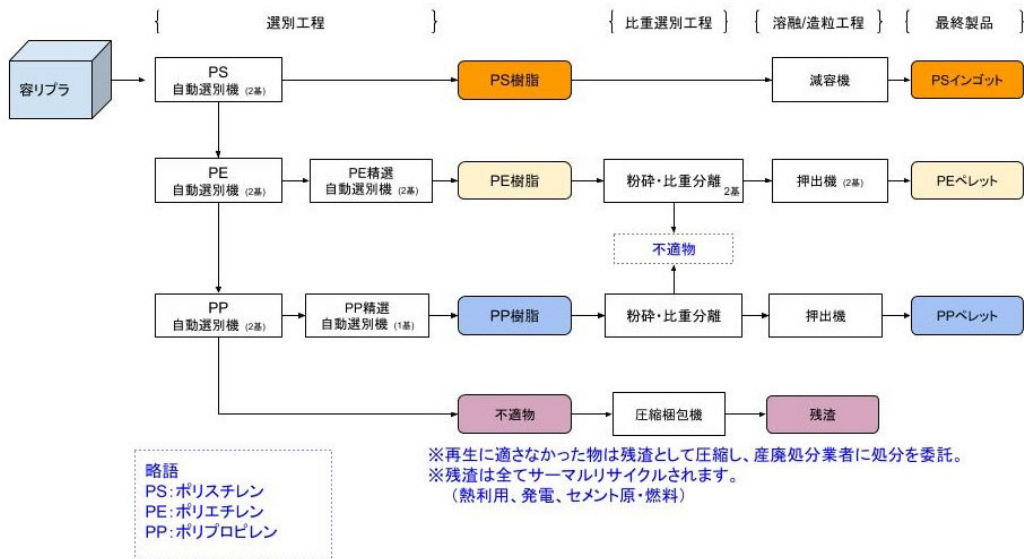 選別工程
比重選別工程
溶融/造粒工程
最終製品
容リプラ
PS
自動選別機 (2基)
PS樹脂
減容機
PSインゴット
PE
自動選別機 (2基)
PE精選
自動選別機 (2基)
PE樹脂
粉砕・比重分離
2基
押出機 (2基)
PEペレット
不適物
PP
自動選別機 (2基)
PP精選
自動選別機 (1基)
PP樹脂
粉砕・比重分離
押出機
PPペレット
不適物
圧縮梱包機
残渣
※再生に適さなかった物は残渣として圧縮し、産廃処分業者に処分を委託。
※残渣は全てサーマルリサイクルされます。
(熱利用、発電、セメント原・燃料)
略語
PS:ポリスチレン
PE:ポリエチレン
PP:ポリプロピレン